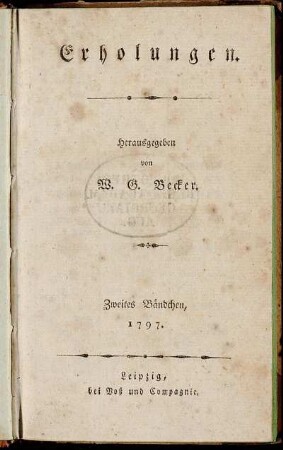 Erholungen.
Herausgegeben
von
W. G. Becker.
Zweites Bändchen,
1797.
Leipzig,
bei Voß und Compagnie.